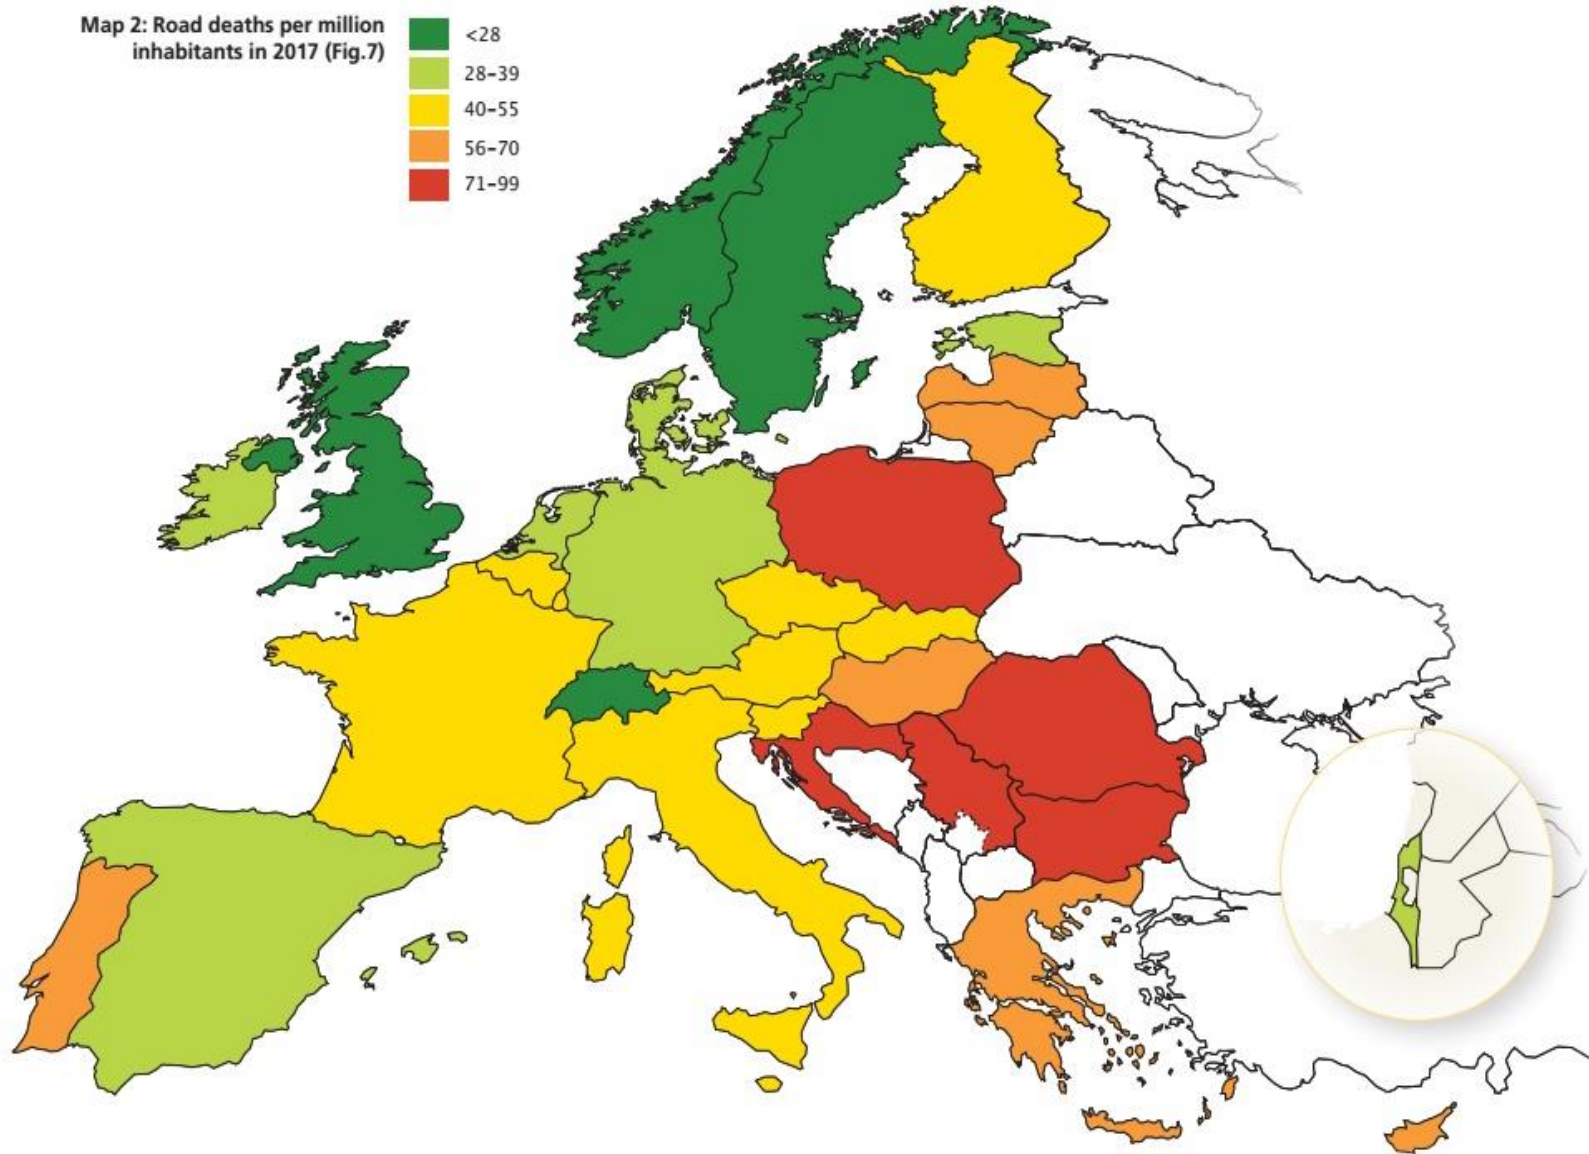 Map 2: Road deaths per million
inhabitants in 2017 (Fig.7)
<28
28–39
40–55
56–70
71–99